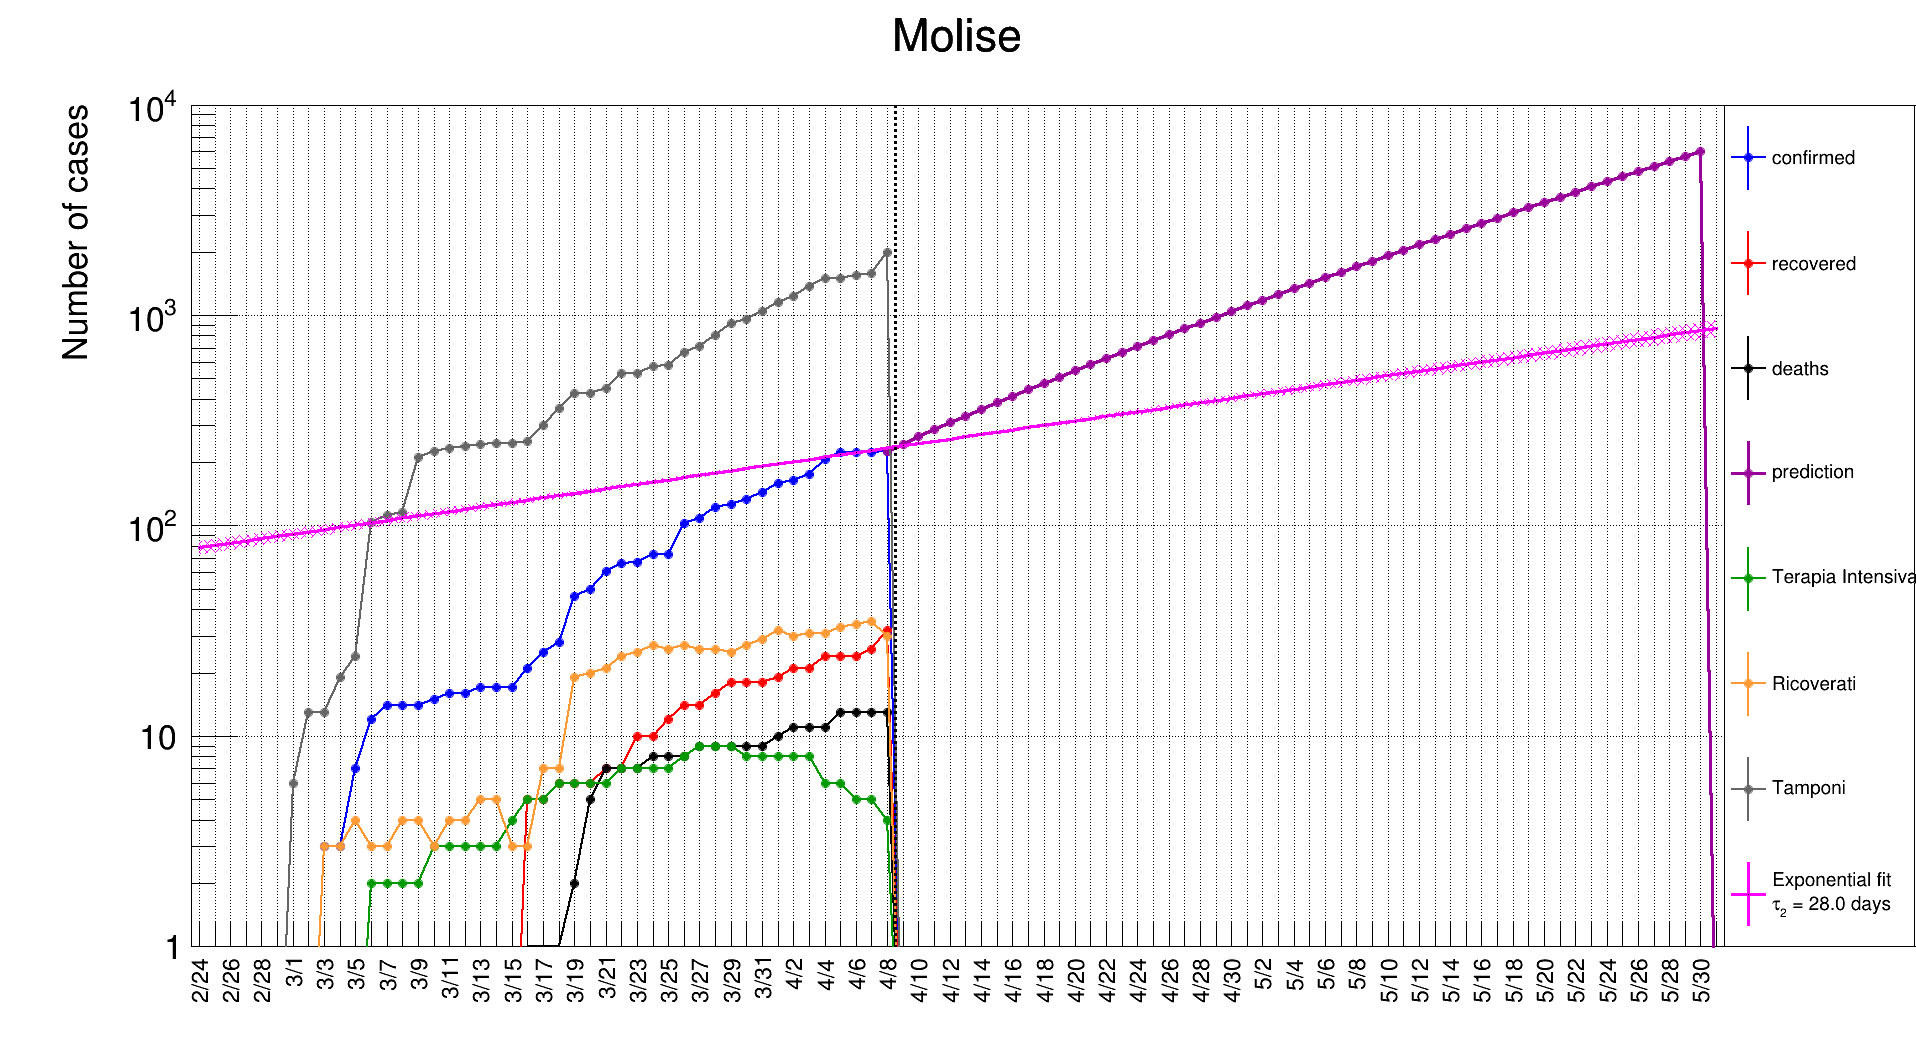 Molise
Number of cases
10^4
10^3
10^2
10
1
2/24 2/26 2/28 3/1 3/3 3/5 3/7 3/9 3/11 3/13 3/15 3/17 3/19 3/21 3/23 3/25 3/27 3/29 3/31 4/2 4/4 4/6 4/8 4/10 4/12 4/14 4/16 4/18 4/20 4/22 4/24 4/26 4/28 4/30 5/2 5/4 5/6 5/8 5/10 5/12 5/14 5/16 5/18 5/20 5/22 5/24 5/26 5/28 5/30
confirmed
recovered
deaths
prediction
Terapia Intensiva
Ricoverati
Tamponi
Exponential fit
τ₂ = 28.0 days